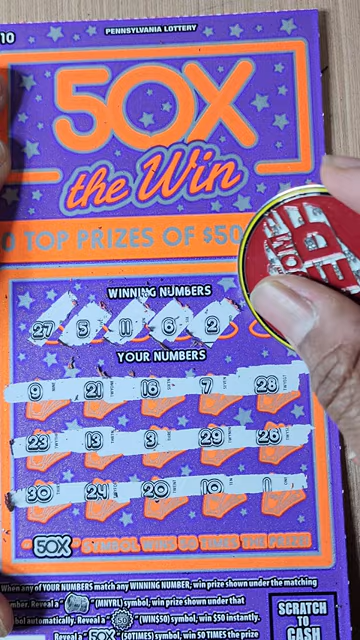 10
PENNSYLVANIA LOTTERY
50X
the Win
0 TOP PRIZES OF $50
WINNING NUMBERS
27 5 11 6 2
YOUR NUMBERS
9 21 16 7 28
23 13 3 29 26
30 24 20 10 1
50X SYMBOL WINS 50 TIMES THE PRIZE!
When any of YOUR NUMBERS match any WINNING NUMBER, win prize shown under the matching
mber. Reveal a " " (MNYRL) symbol, win prize shown under that
bol automatically. Reveal a " " (WIN$50) symbol, win $50 instantly.
Reveal a "50X" (50TIMES) symbol, win 50 TIMES the prize
SCRATCH
TO
CASH